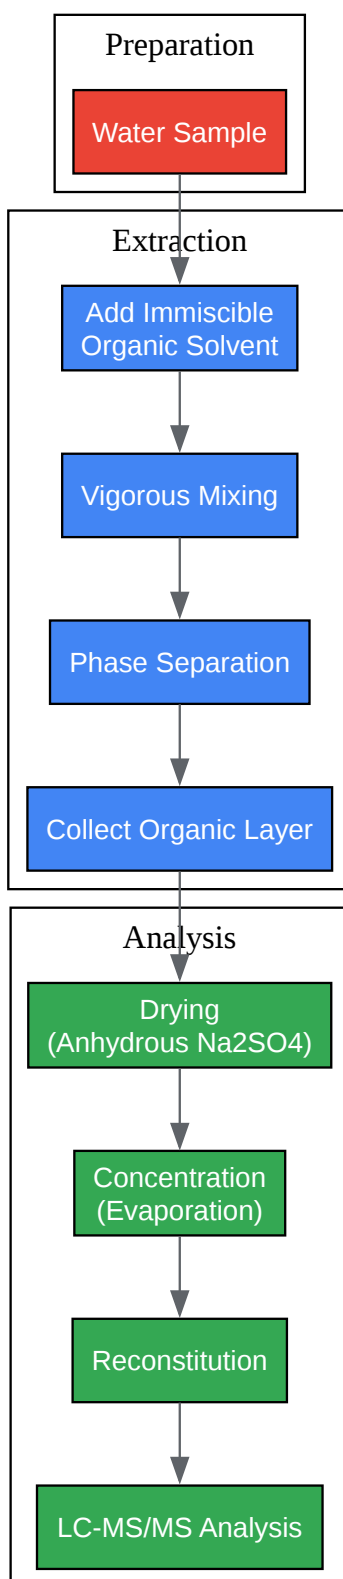 Preparation
Water Sample
Extraction
Add Immiscible
Organic Solvent
Vigorous Mixing
Phase Separation
Collect Organic Layer
Analysis
Drying
(Anhydrous Na2SO4)
Concentration
(Evaporation)
Reconstitution
LC-MS/MS Analysis